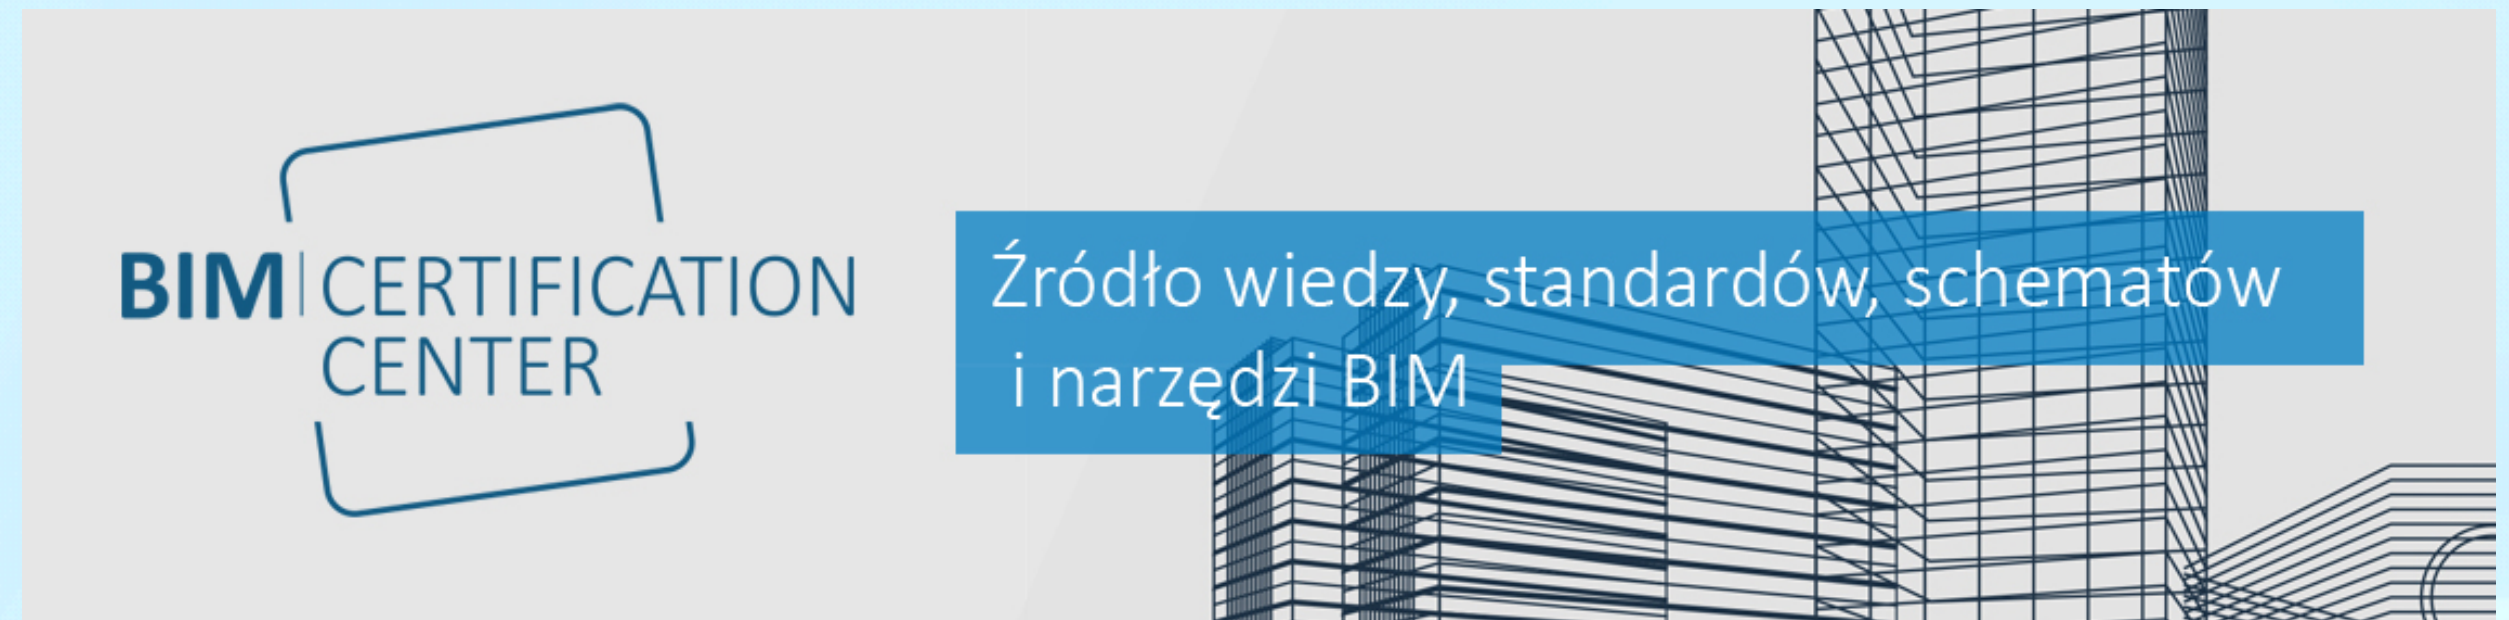 BIM CERTIFICATION
CENTER
Źródło wiedzy, standardów, schematów
i narzędzi BIM